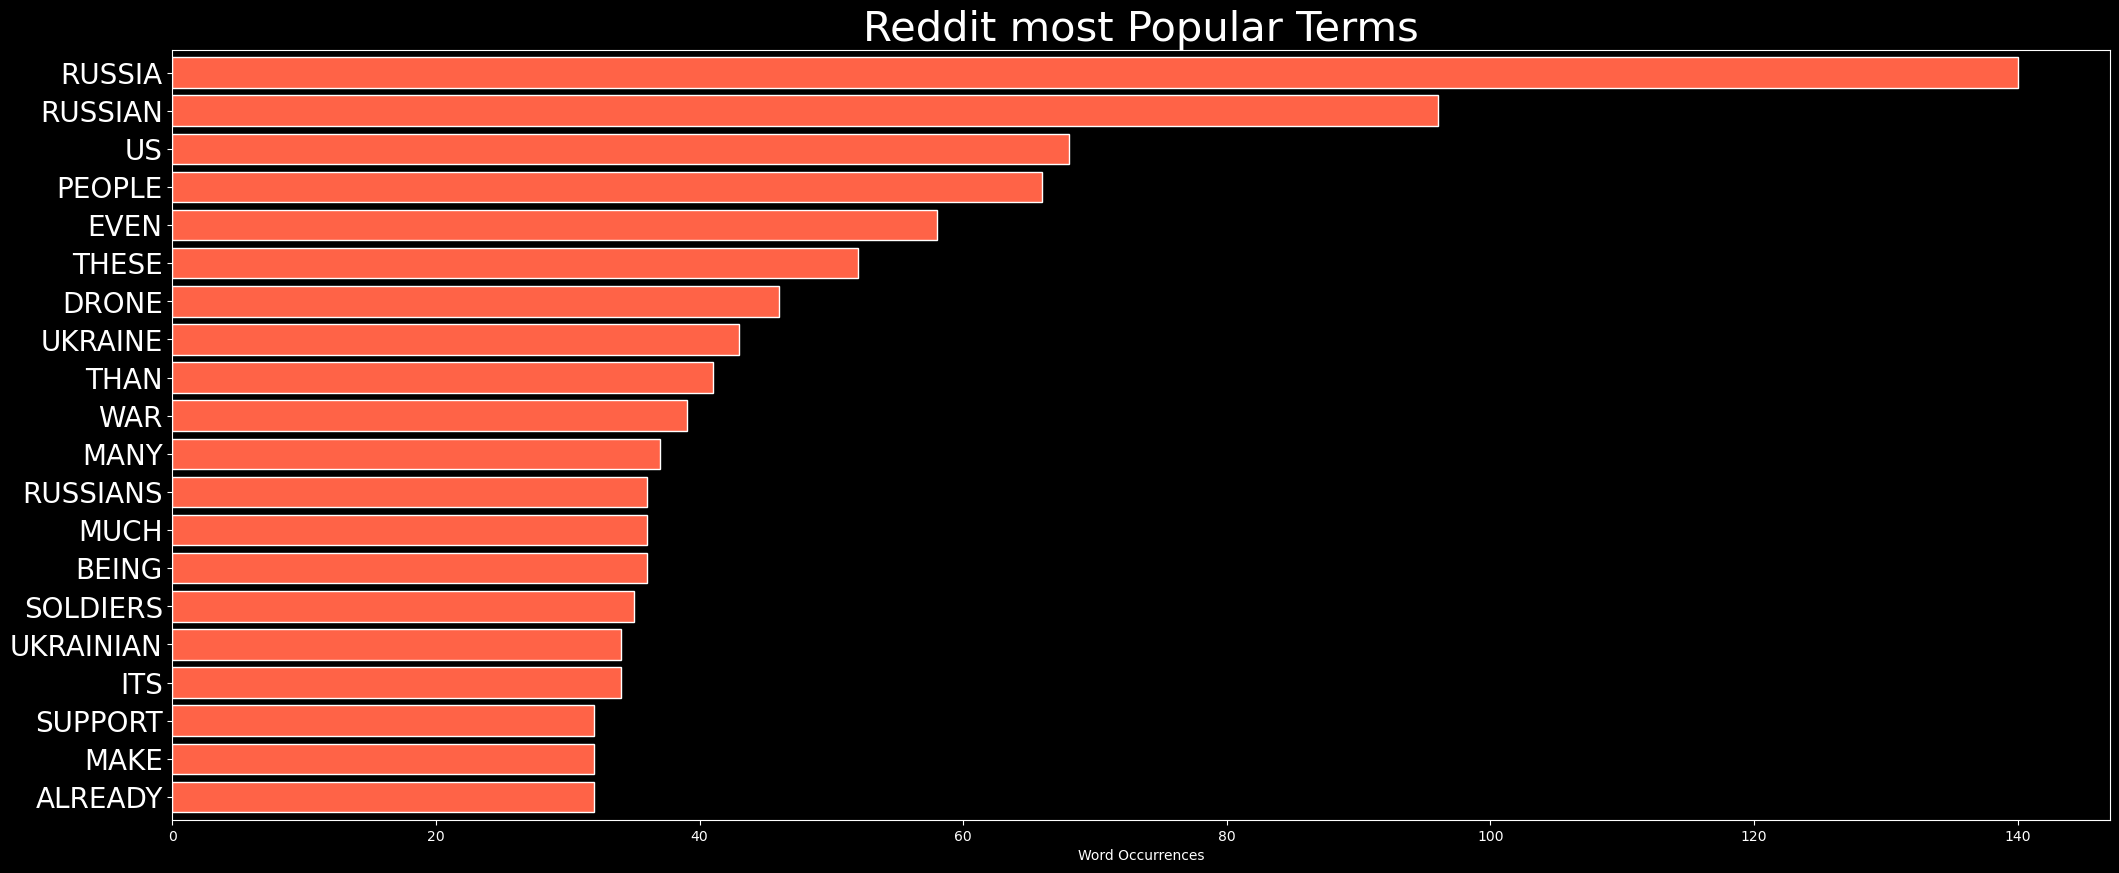 Reddit most Popular Terms
RUSSIA
RUSSIAN
US
PEOPLE
EVEN
THESE
DRONE
UKRAINE
THAN
WAR
MANY
RUSSIANS
MUCH
BEING
SOLDIERS
UKRAINIAN
ITS
SUPPORT
MAKE
ALREADY
0 20 40 60 80 100 120 140
Word Occurrences